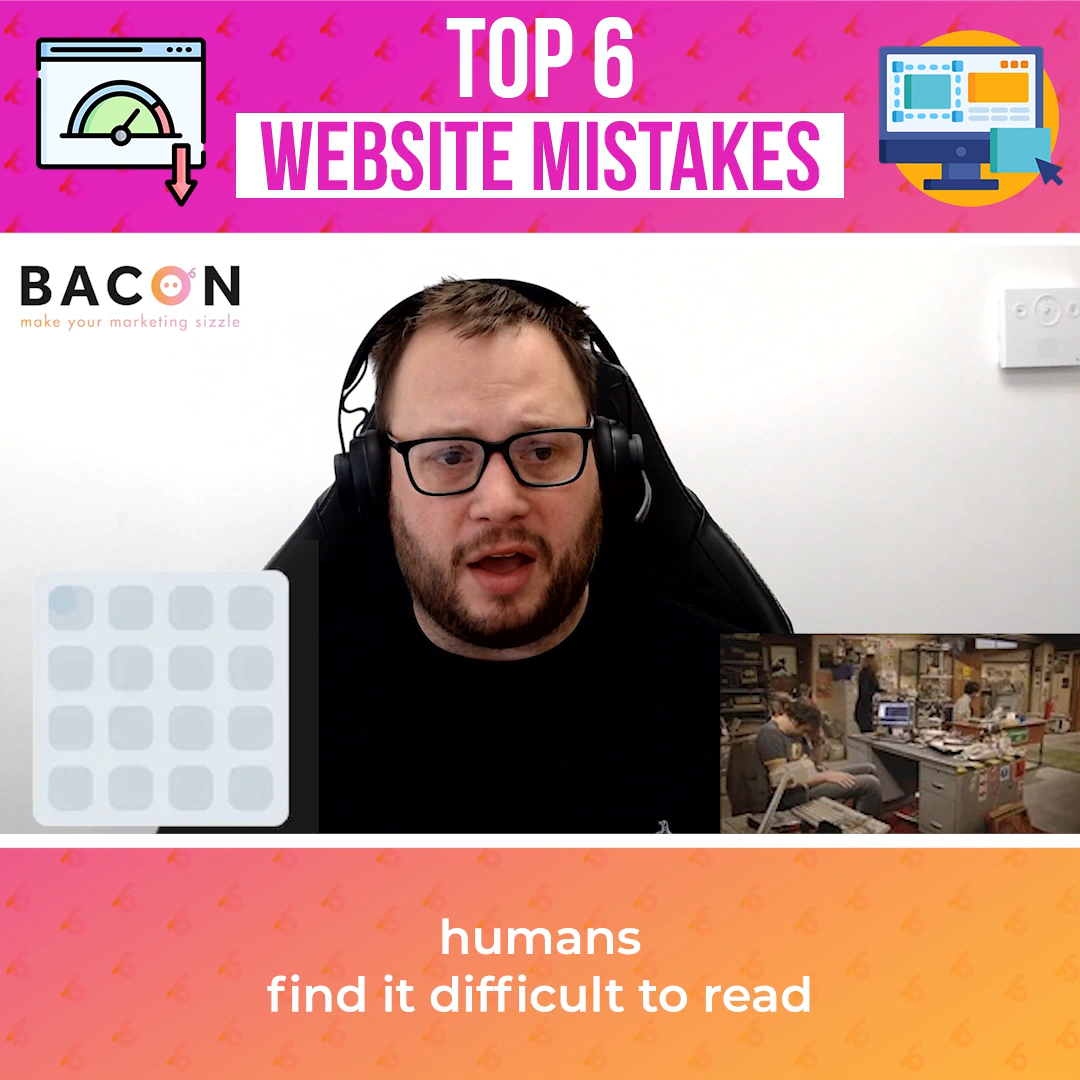 TOP 6
WEBSITE MISTAKES
BACON
make your marketing sizzle
humans
find it difficult to read